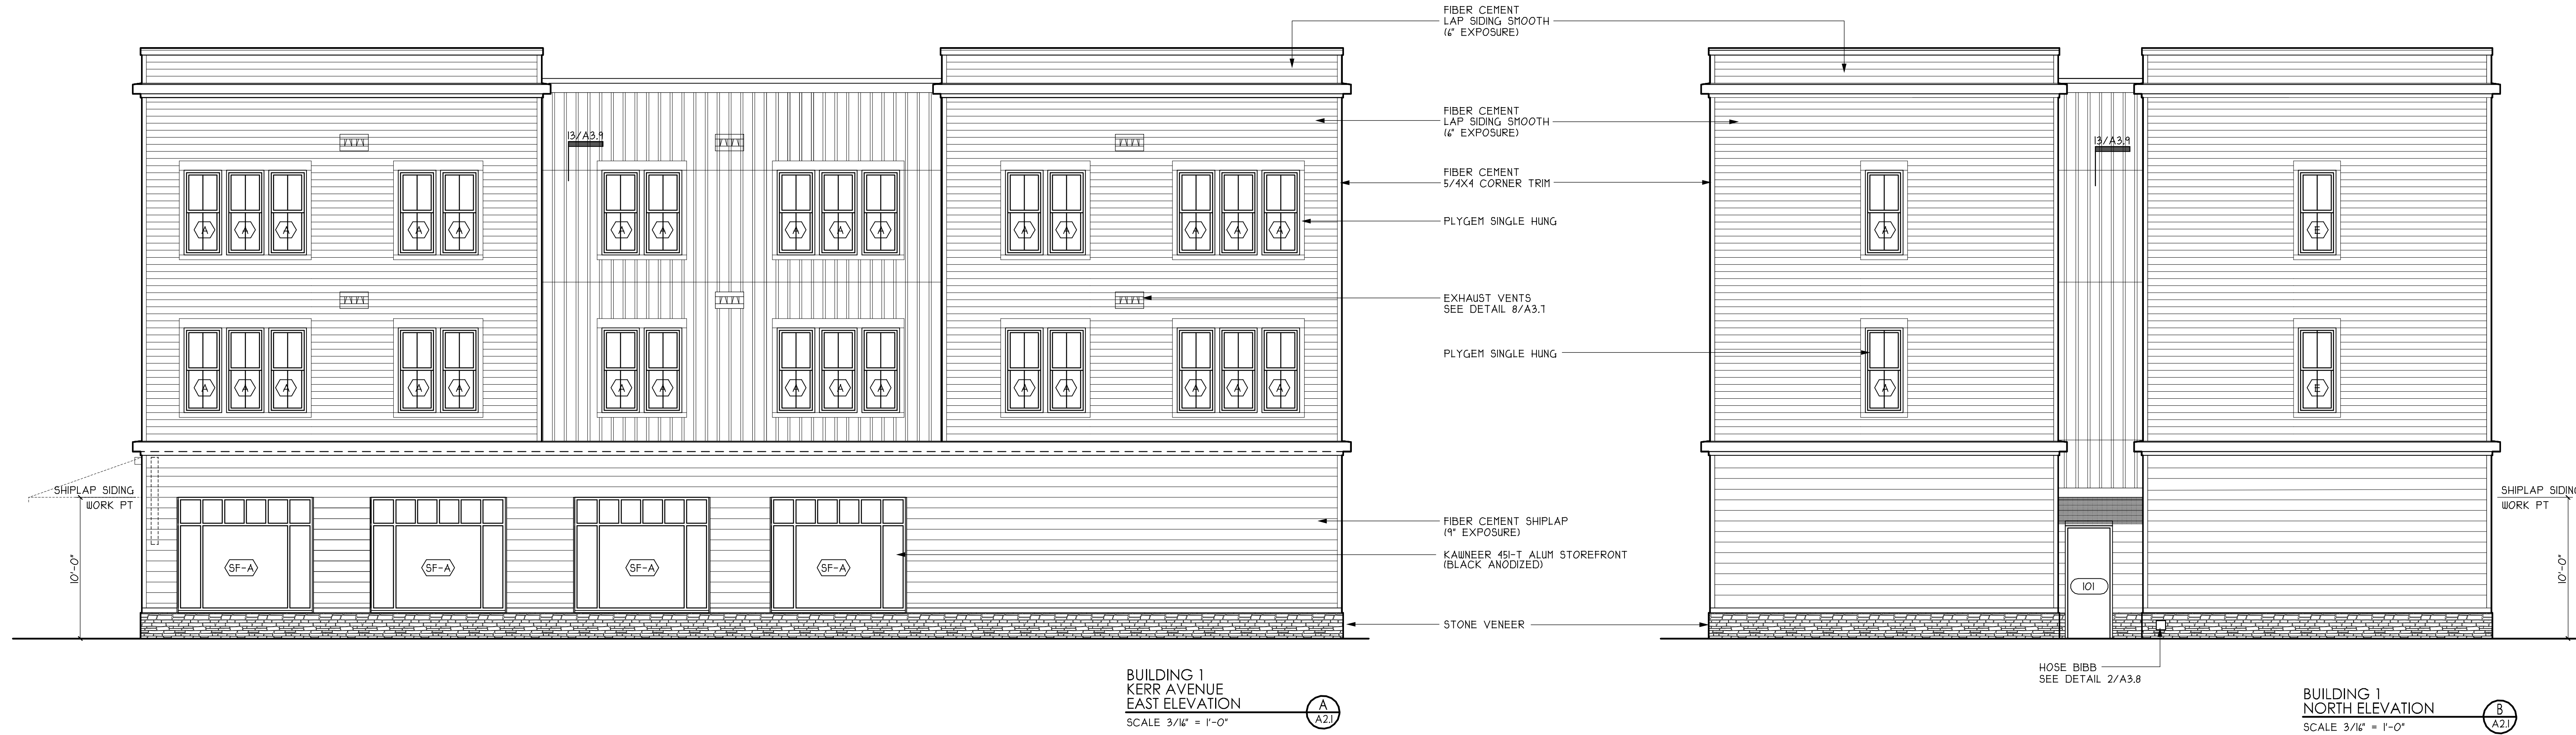 FIBER CEMENT
LAP SIDING SMOOTH
(6" EXPOSURE)
FIBER CEMENT
LAP SIDING SMOOTH
(6" EXPOSURE)
13/A3.9
13/A3.9
FIBER CEMENT
5/4X4 CORNER TRIM
PLYGEM SINGLE HUNG
A A A A A A A A A A A A A A A
A
E
EXHAUST VENTS
SEE DETAIL 8/A3.7
PLYGEM SINGLE HUNG
A A A A A A A A A A A A A A A
A
E
SHIPLAP SIDING
WORK PT
10'-0"
SF-A
SF-A
SF-A
SF-A
FIBER CEMENT SHIPLAP
(9" EXPOSURE)
KAWNEER 451-T ALUM STOREFRONT
(BLACK ANODIZED)
STONE VENEER
101
SHIPLAP SIDING
WORK PT
10'-0"
HOSE BIBB
SEE DETAIL 2/A3.8
BUILDING 1
KERR AVENUE
EAST ELEVATION
SCALE 3/16" = 1'-0"
A
A2.1
BUILDING 1
NORTH ELEVATION
SCALE 3/16" = 1'-0"
B
A2.1